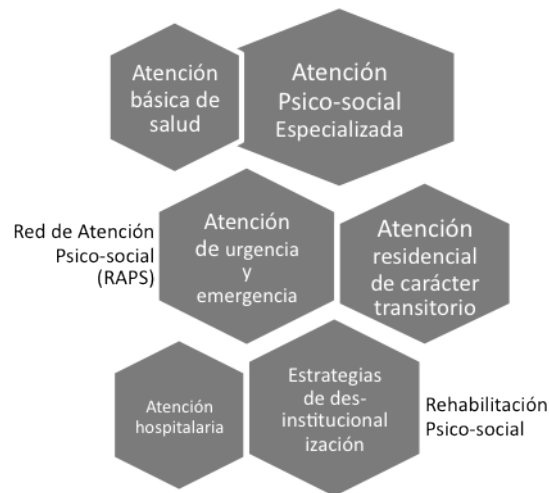 Atención
básica de
salud
Atención
Psico-social
Especializada
Red de Atención
Psico-social
(RAPS)
Atención
de urgencia
y
emergencia
Atención
residencial
de carácter
transitorio
Atención
hospitalaria
Estrategias
de des-
institucional
ización
Rehabilitación
Psico-social